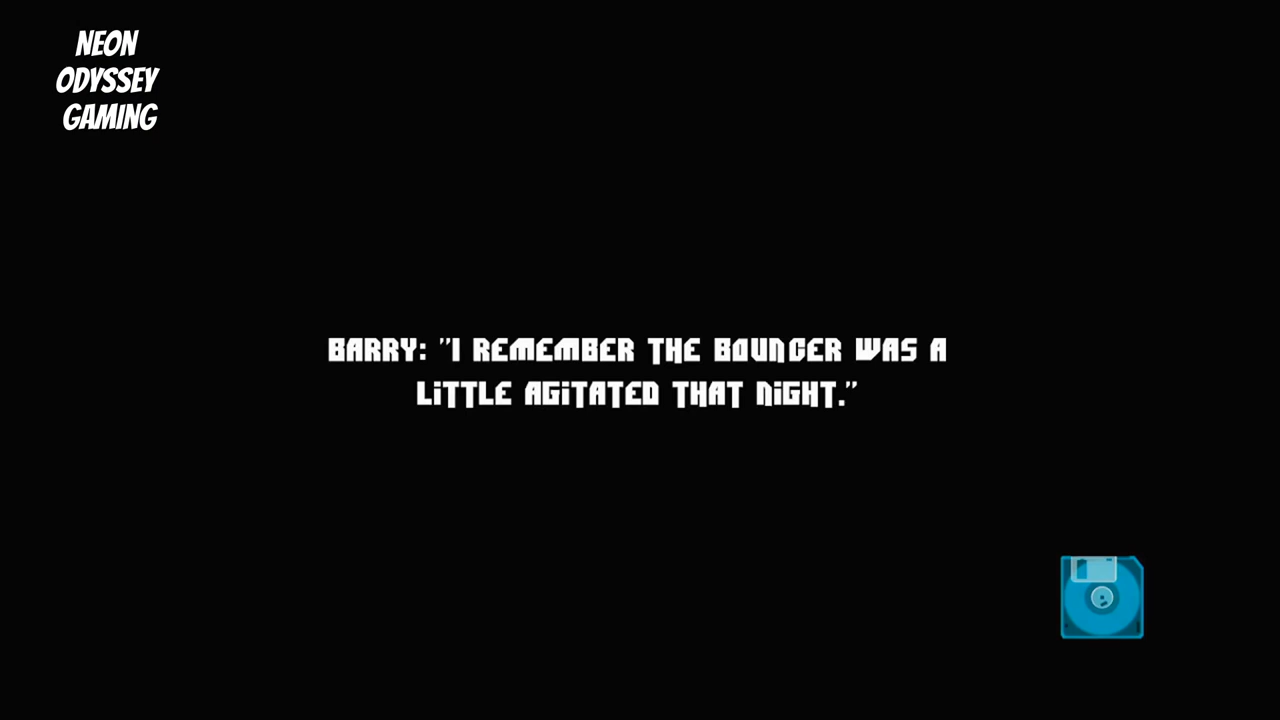 NEON
ODYSSEY
GAMING
BARRY: "I REMEMBER THE BOUNCER WAS A
LITTLE AGITATED THAT NIGHT."